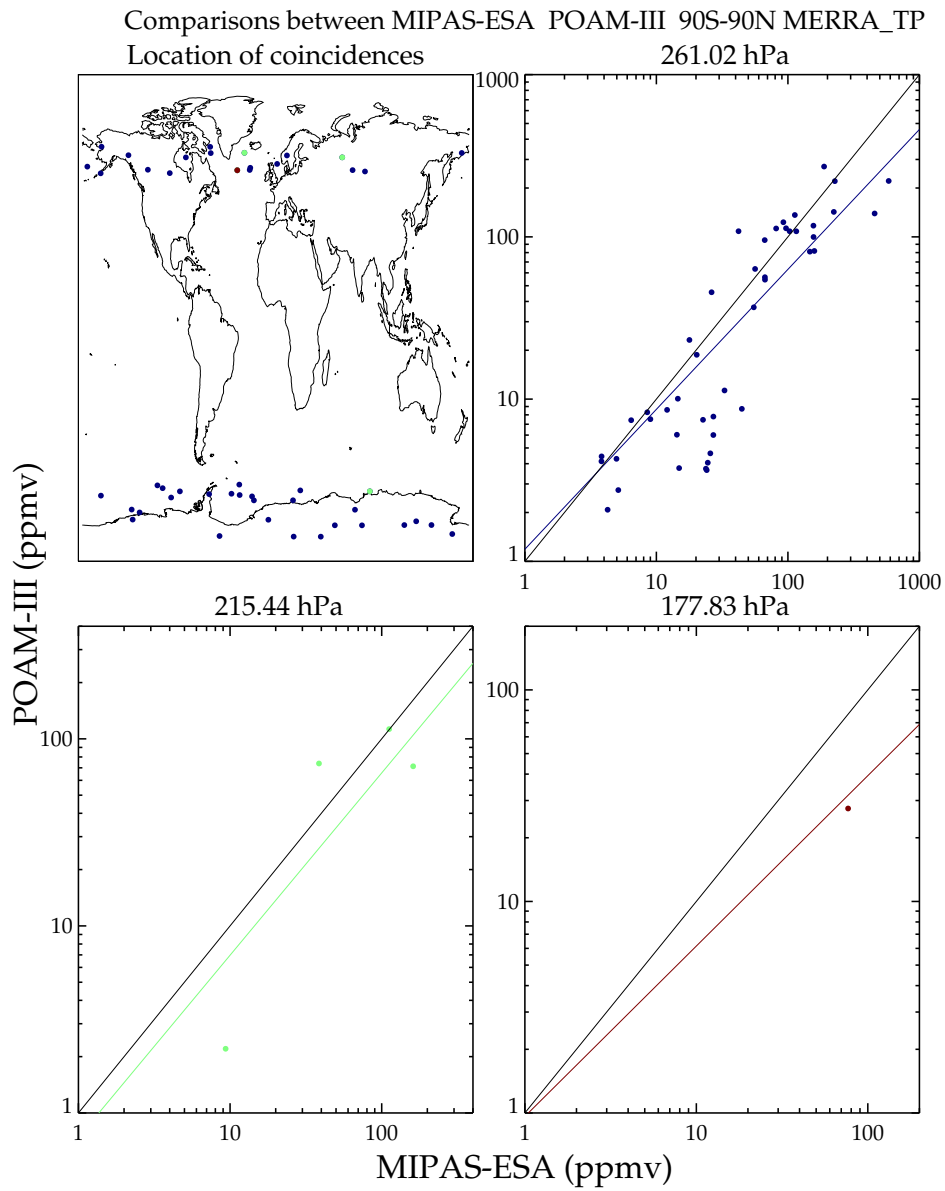 Comparisons between MIPAS-ESA POAM-III 90S-90N MERRA_TP
Location of coincidences
261.02 hPa
1000
100
10
1
1 10 100 1000
215.44 hPa
177.83 hPa
POAM-III (ppmv)
100
10
1
1 10 100
100
10
1
1 10 100
MIPAS-ESA (ppmv)